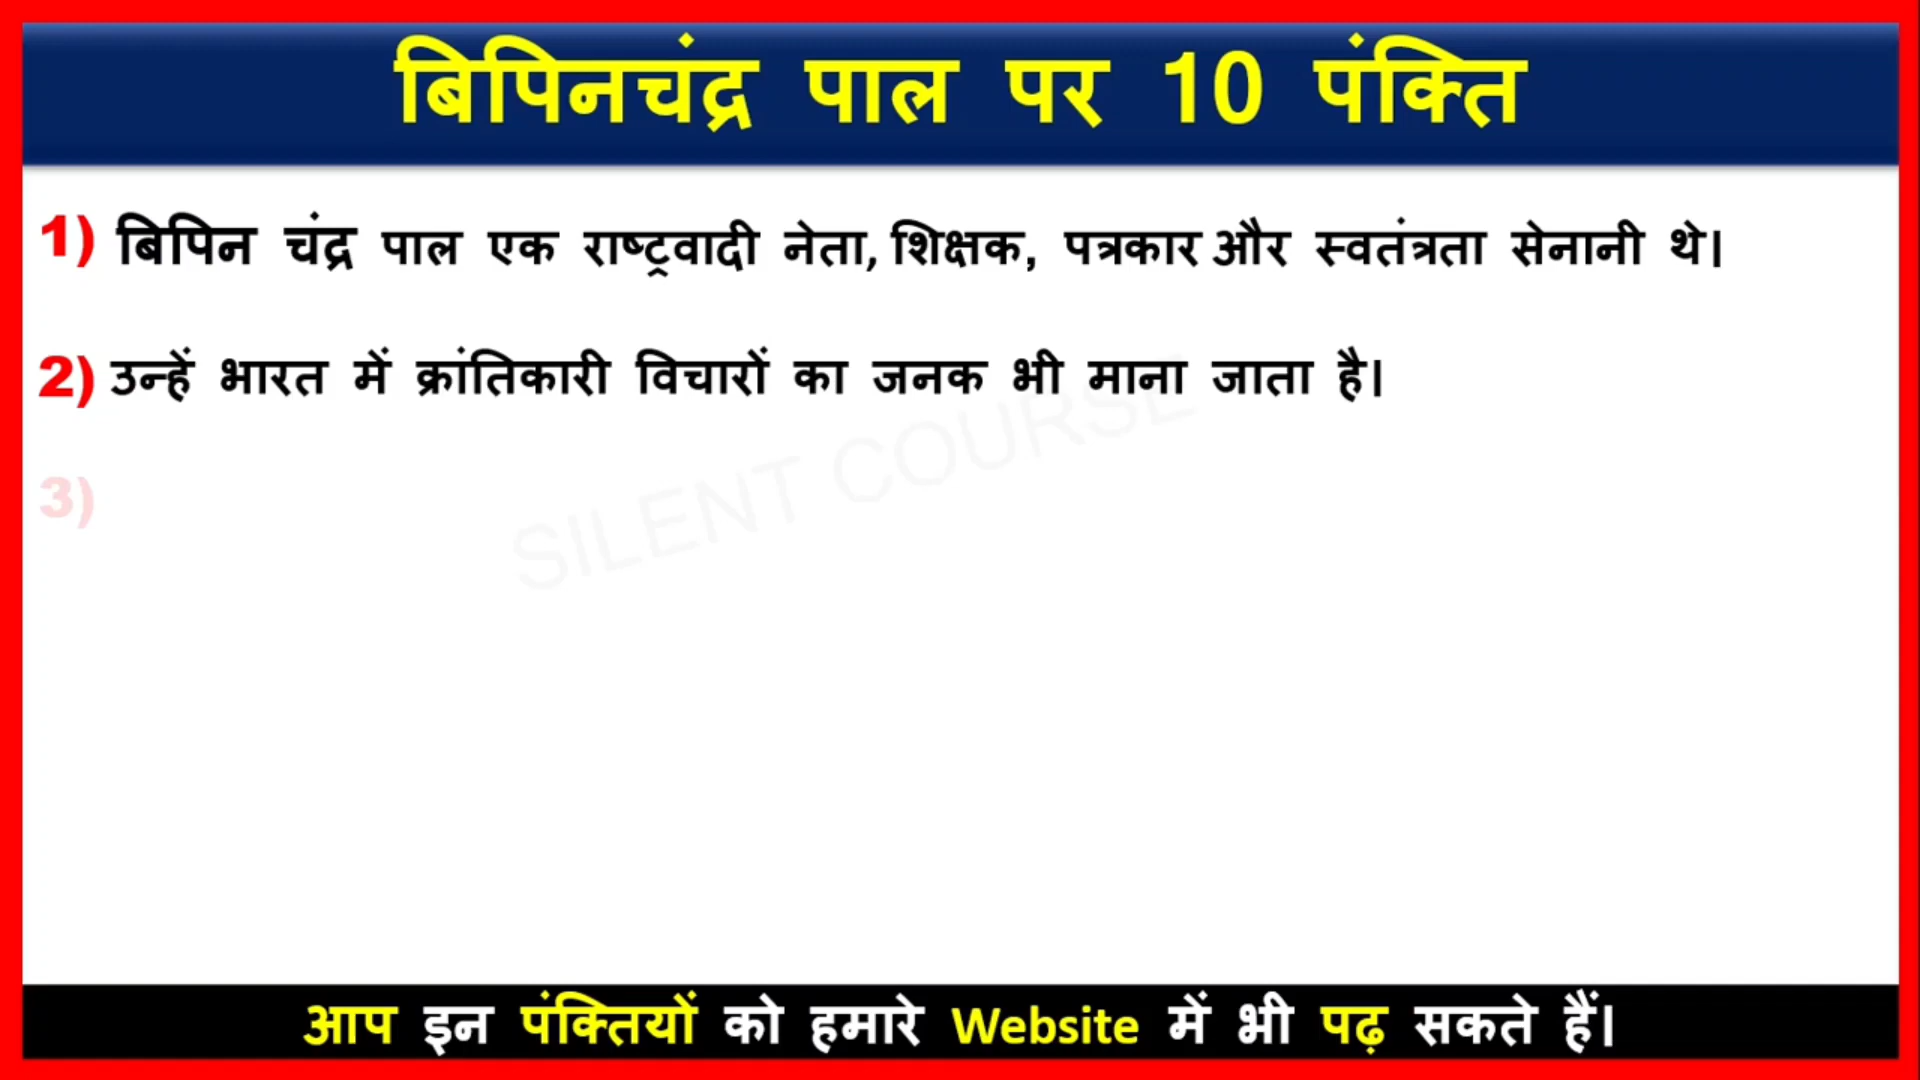 बिपिनचंद्र पाल पर 10 पंक्ति
1) बिपिन चंद्र पाल एक राष्ट्रवादी नेता, शिक्षक, पत्रकार और स्वतंत्रता सेनानी थे।
2) उन्हें भारत में क्रांतिकारी विचारों का जनक भी माना जाता है।
SILENT COURSE
3)
आप इन पंक्तियों को हमारे Website में भी पढ़ सकते हैं।